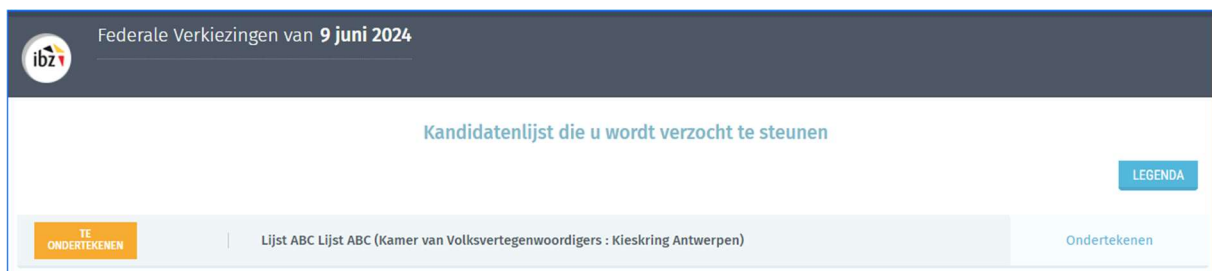 ibz
Federale Verkiezingen van 9 juni 2024
Kandidatenlijst die u wordt verzocht te steunen
LEGENDA
TE
ONDERTEKENEN
Lijst ABC Lijst ABC (Kamer van Volksvertegenwoordigers : Kieskring Antwerpen)
Ondertekenen